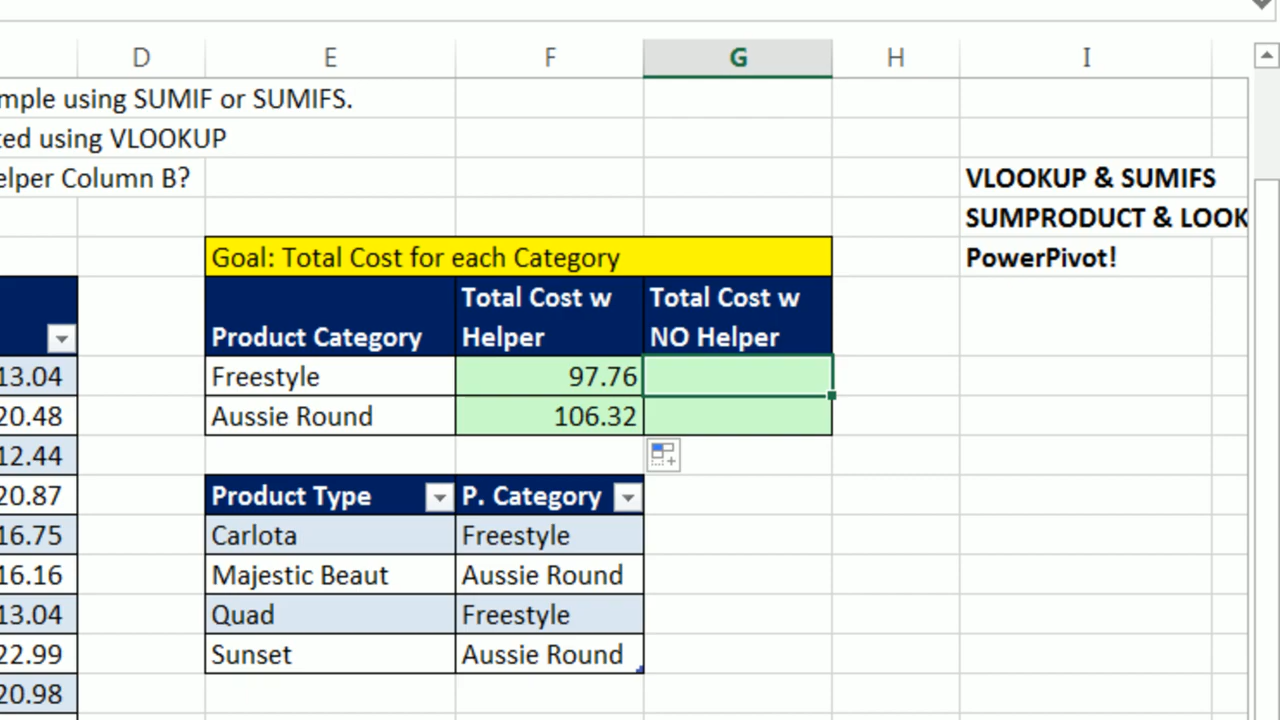 D E F G H I
mple using SUMIF or SUMIFS.
ted using VLOOKUP
elper Column B?
VLOOKUP & SUMIFS
SUMPRODUCT & LOOK
Goal: Total Cost for each Category
PowerPivot!
Product Category
Total Cost w
Helper
Total Cost w
NO Helper
13.04 Freestyle 97.76
20.48 Aussie Round 106.32
12.44
20.87 Product Type P. Category
16.75 Carlota Freestyle
16.16 Majestic Beaut Aussie Round
13.04 Quad Freestyle
22.99 Sunset Aussie Round
20.98